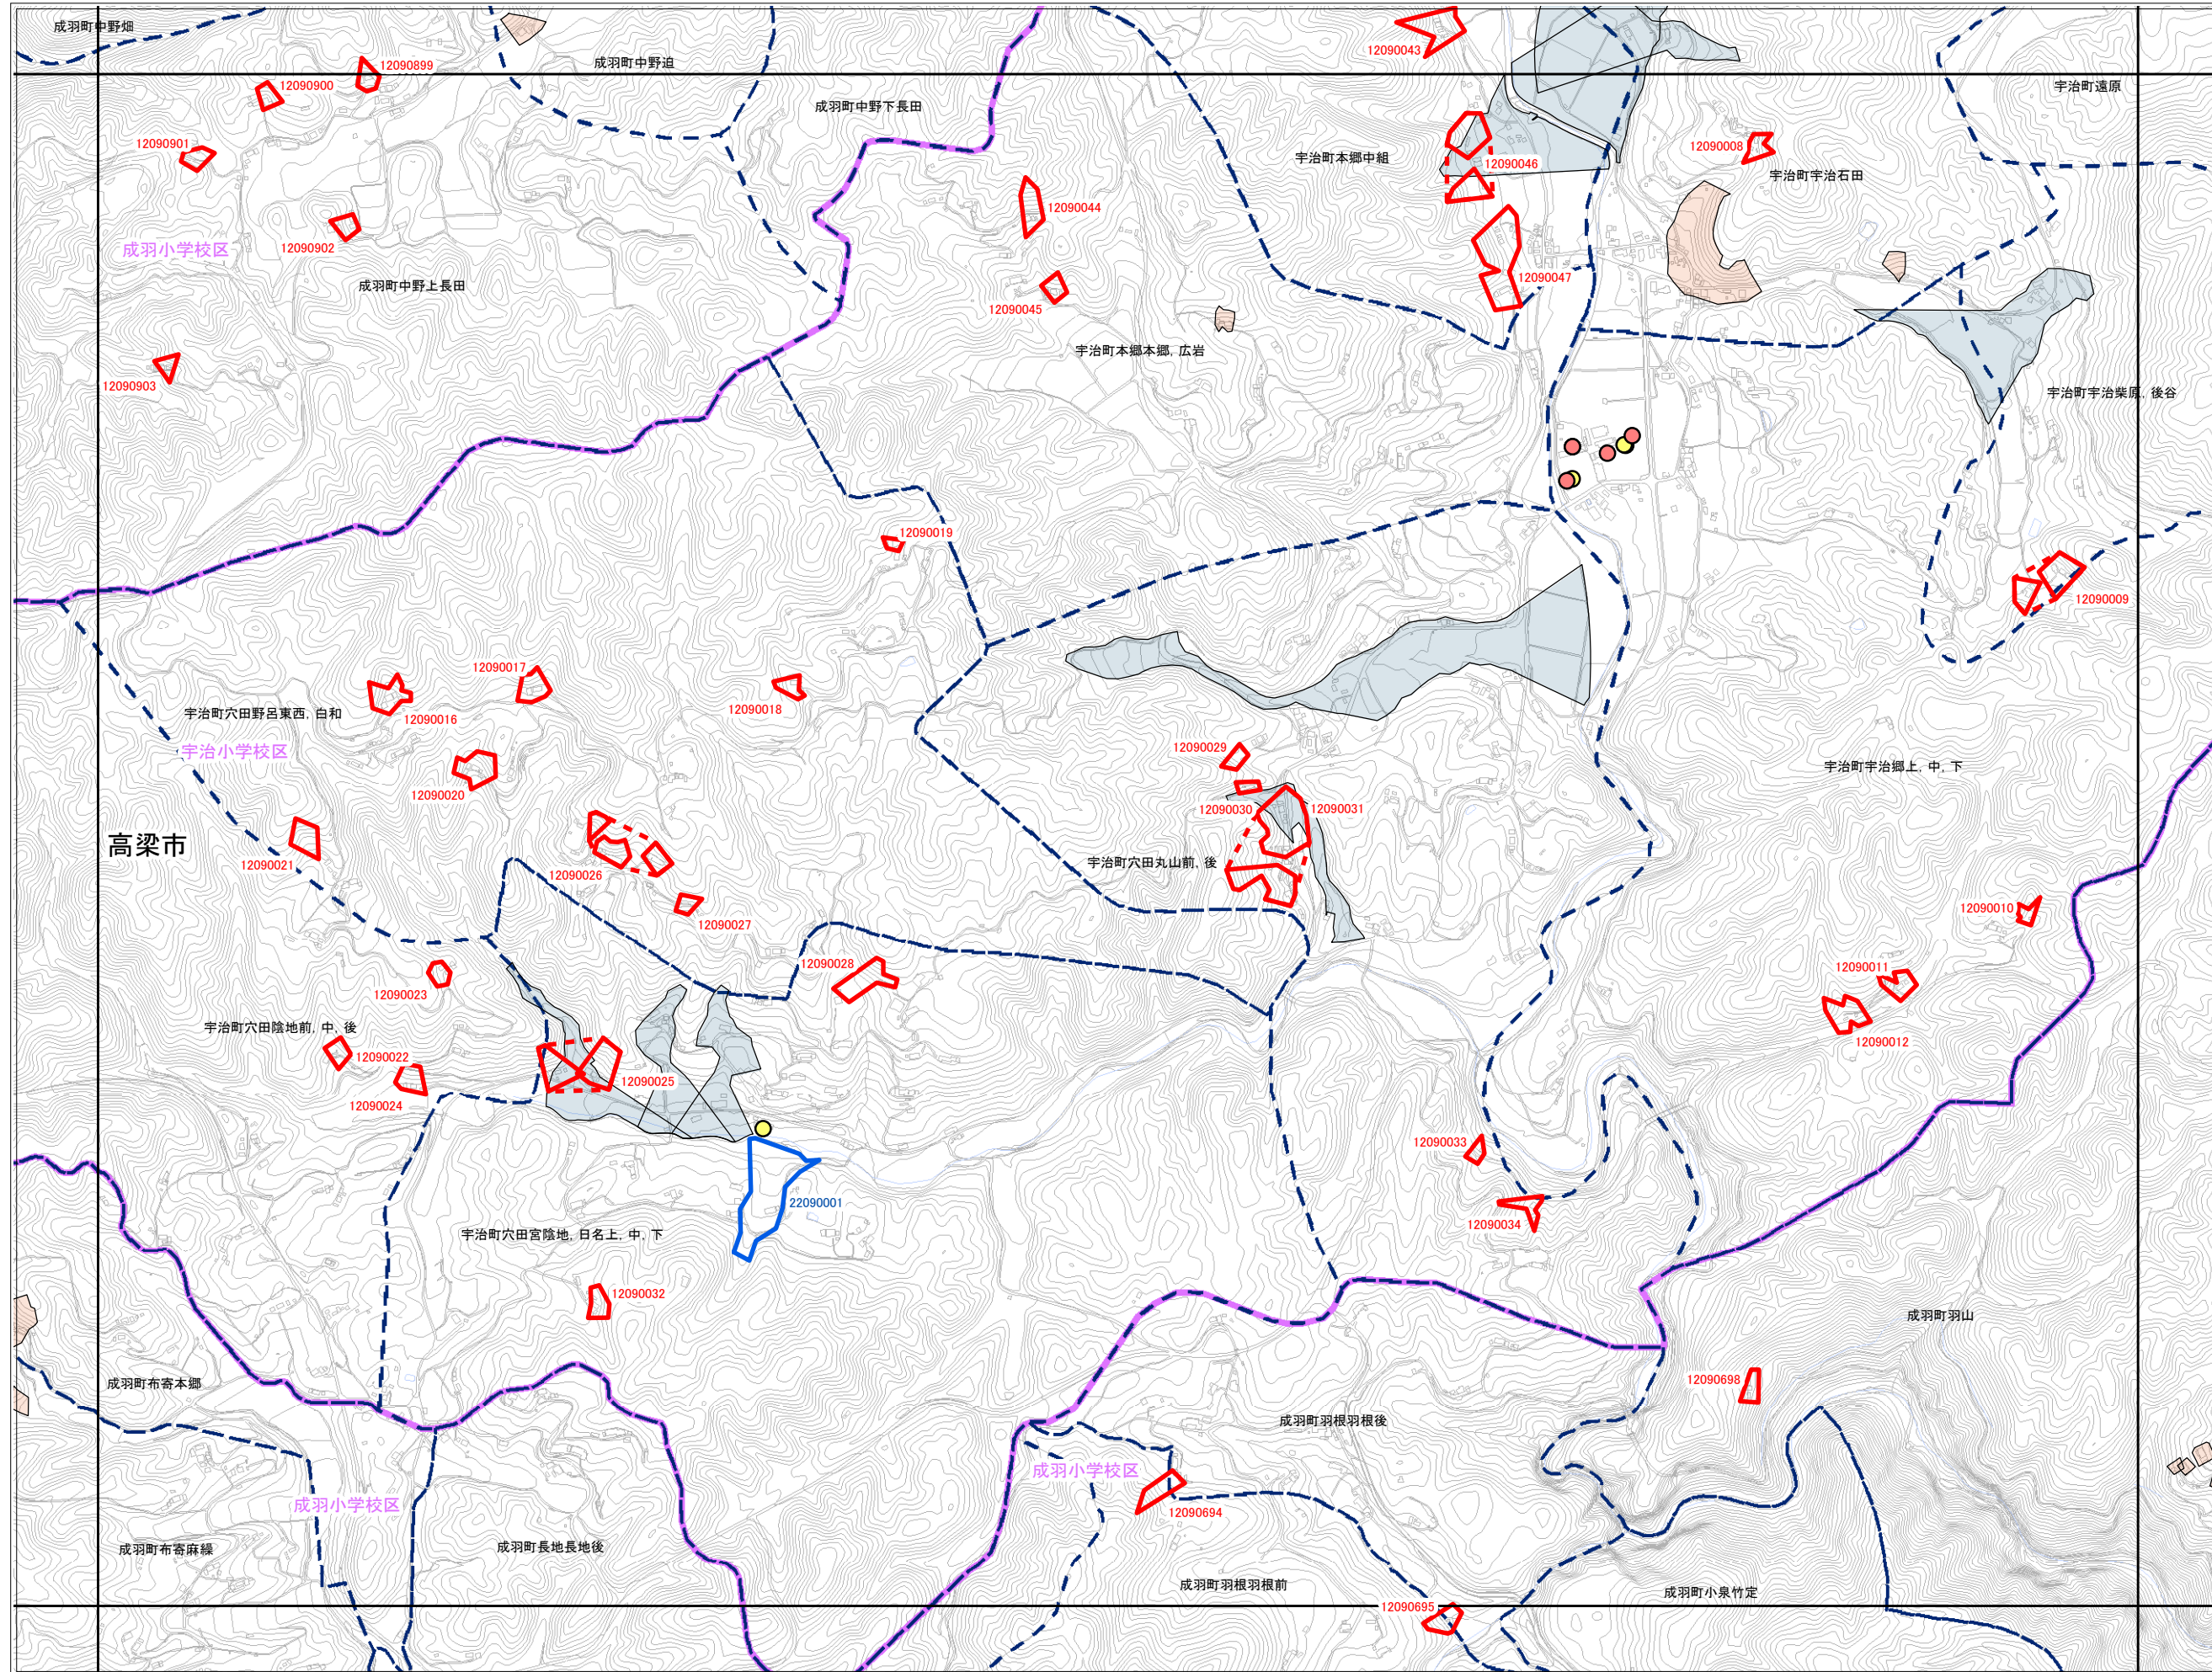 成羽町中野畑
12090043
成羽町中野迫
12090899
12090900
宇治町遠原
成羽町中野下長田
12090901
宇治町本郷中組
12090046
12090008
宇治町宇治石田
12090044
成羽小学校区
12090902
成羽町中野上長田
12090047
12090045
宇治町本郷本郷, 広岩
12090903
宇治町宇治柴原, 後谷
12090019
12090009
12090017
12090018
宇治町穴田野呂東西, 白和
12090016
宇治小学校区
12090029
宇治町宇治郷上, 中, 下
12090020
12090030
12090031
高梁市
12090021
宇治町穴田丸山前, 後
12090026
12090010
12090027
12090028
12090011
12090023
宇治町穴田陰地前, 中, 後
12090012
12090022
12090025
12090024
12090033
22090001
12090034
宇治町穴田宮陰地, 日名上, 中, 下
12090032
成羽町羽山
成羽町布寄本郷
12090698
成羽町羽根羽根後
成羽小学校区
成羽小学校区
12090694
成羽町布寄麻繰
成羽町長地長地後
成羽町羽根羽根前
成羽町小泉竹定
12090695